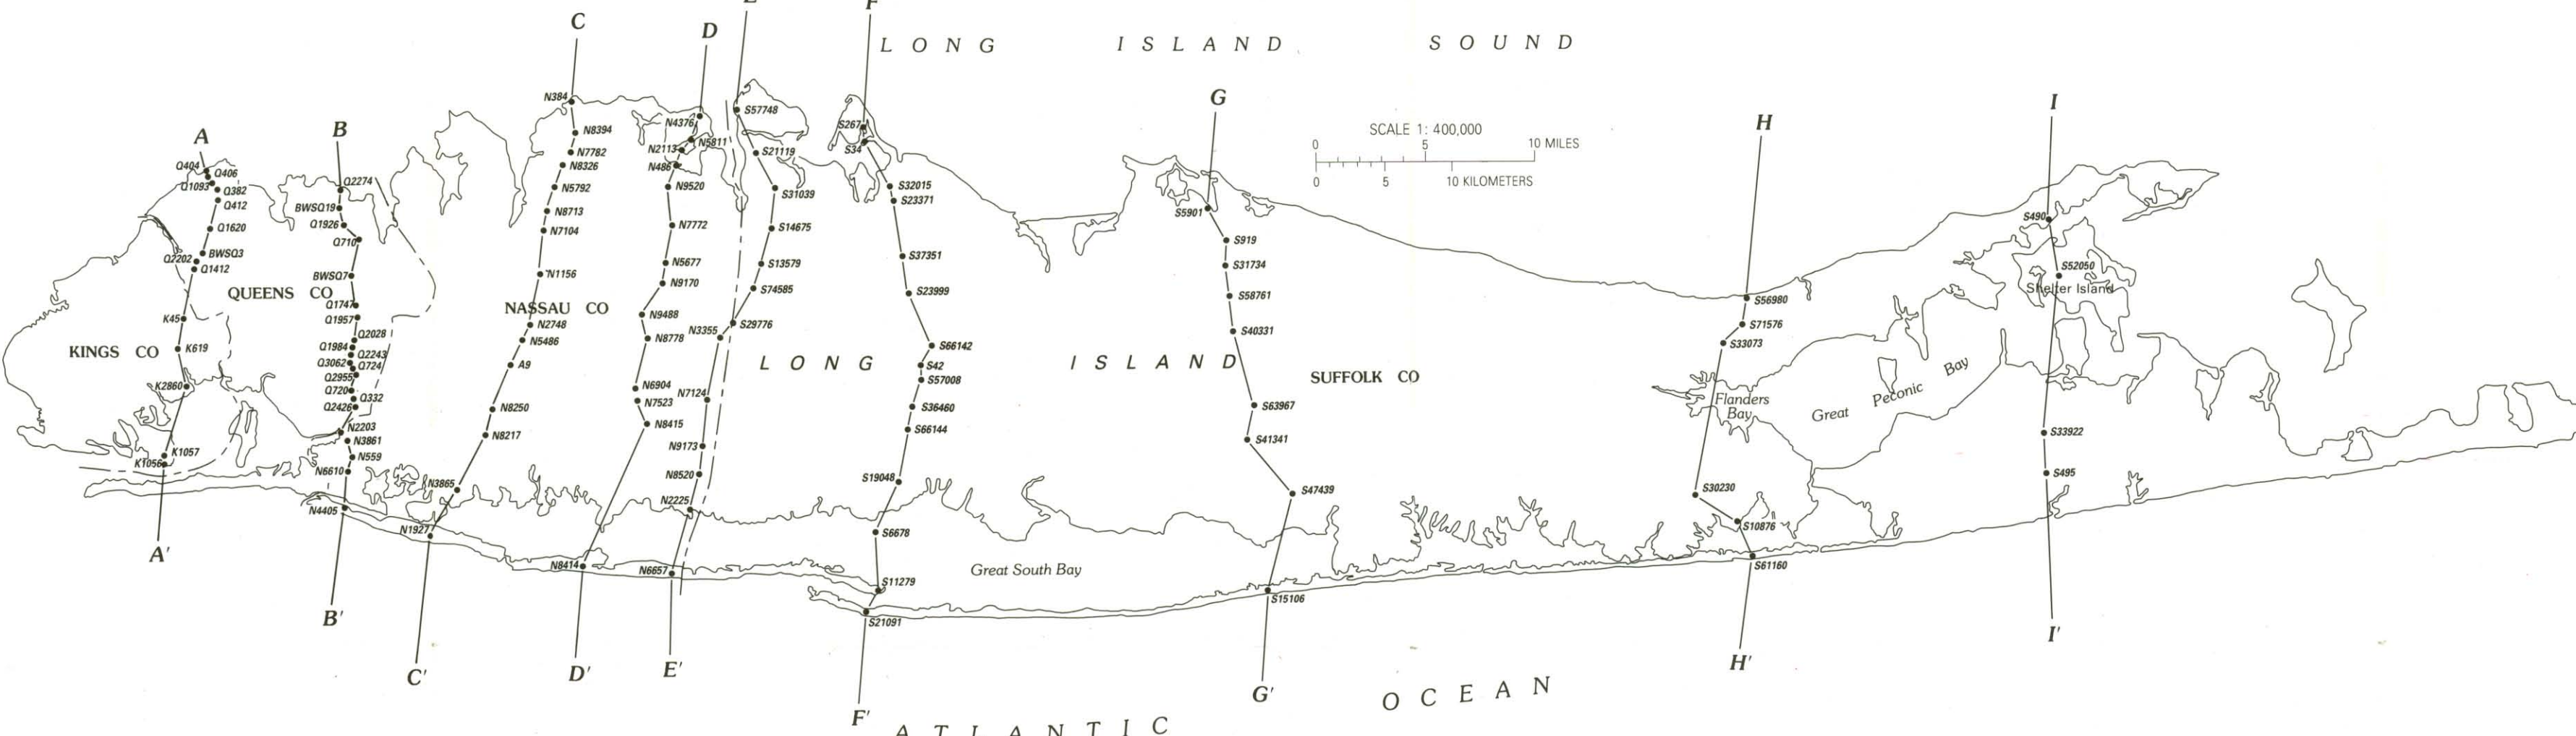 C
D
E
F
LONG ISLAND SOUND
A
B
G
H
I
SCALE 1:400,000
0 5 10 MILES
0 5 10 KILOMETERS
Q404
Q406
Q1093
Q382
Q412
Q1620
BWSQ3
Q2202
Q1412
K45
K619
K2860
K1057
K1056
A'
Q2274
BWSQ19
Q1926
Q710
BWSQ7
Q1747
Q1957
Q2028
Q1984
Q2243
Q3062
Q724
Q2955
Q720
Q332
Q2426
N2203
N3861
N559
N6610
N4405
B'
N384
N8394
N7782
N8326
N5792
N8713
N7104
N1156
N2748
N5486
A9
N8250
N8217
N3865
N1927
C'
N4376
N5811
N2113
N486
N9520
N7772
N5677
N9170
N9488
N8778
N6904
N7523
N8415
N8414
D'
S57748
S21119
S31039
S14675
S13579
S74585
S29776
N3355
N7124
N9173
N8520
N2225
N6657
E'
S267
S34
S32015
S23371
S37351
S23999
S66142
S42
S57008
S36460
S66144
S19048
S6678
S11279
S21091
F'
S5901
S919
S31734
S58761
S40331
S63967
S41341
S47439
S15106
G'
S56980
S71576
S33073
S30230
S10876
S61160
H'
S490
S52050
Shelter Island
S33922
S495
I'
KINGS CO
QUEENS CO
NASSAU CO
LONG ISLAND
SUFFOLK CO
Flanders
Bay
Great Peconic Bay
Great South Bay
ATLANTIC OCEAN